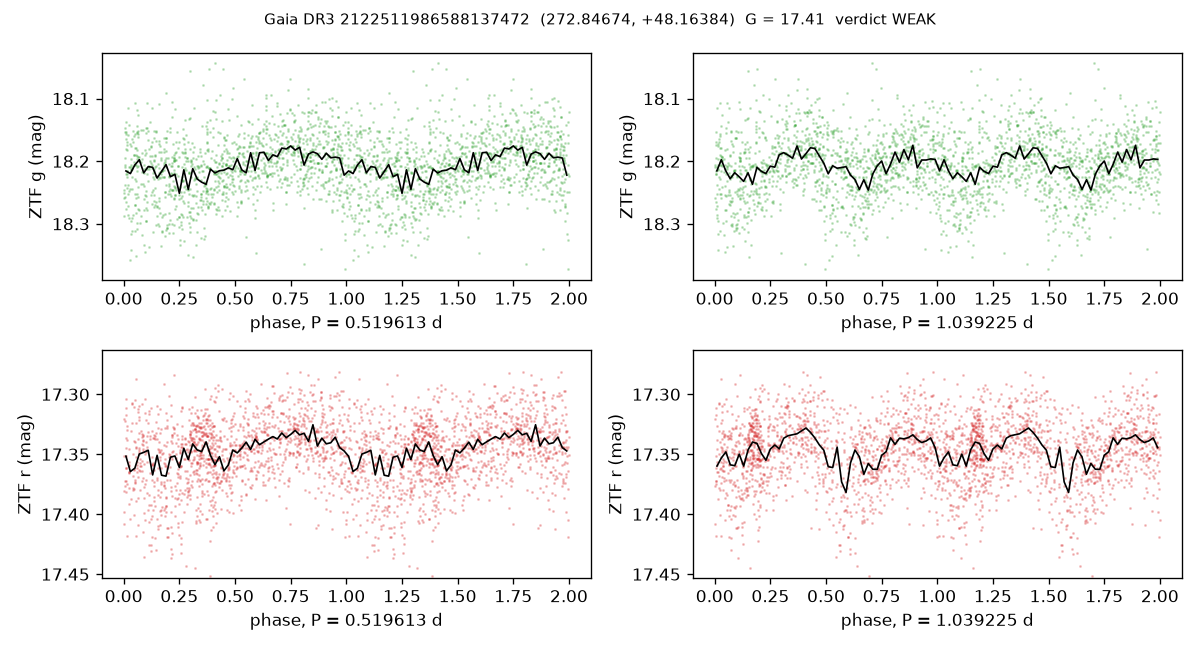 Gaia DR3 2122511986588137472  (272.84674, +48.16384)  G = 17.41  verdict WEAK
ZTF g (mag)
18.1
18.2
18.3
0.00 0.25 0.50 0.75 1.00 1.25 1.50 1.75 2.00
phase, P = 0.519613 d
ZTF g (mag)
18.1
18.2
18.3
0.00 0.25 0.50 0.75 1.00 1.25 1.50 1.75 2.00
phase, P = 1.039225 d
ZTF r (mag)
17.30
17.35
17.40
17.45
0.00 0.25 0.50 0.75 1.00 1.25 1.50 1.75 2.00
phase, P = 0.519613 d
ZTF r (mag)
17.30
17.35
17.40
17.45
0.00 0.25 0.50 0.75 1.00 1.25 1.50 1.75 2.00
phase, P = 1.039225 d